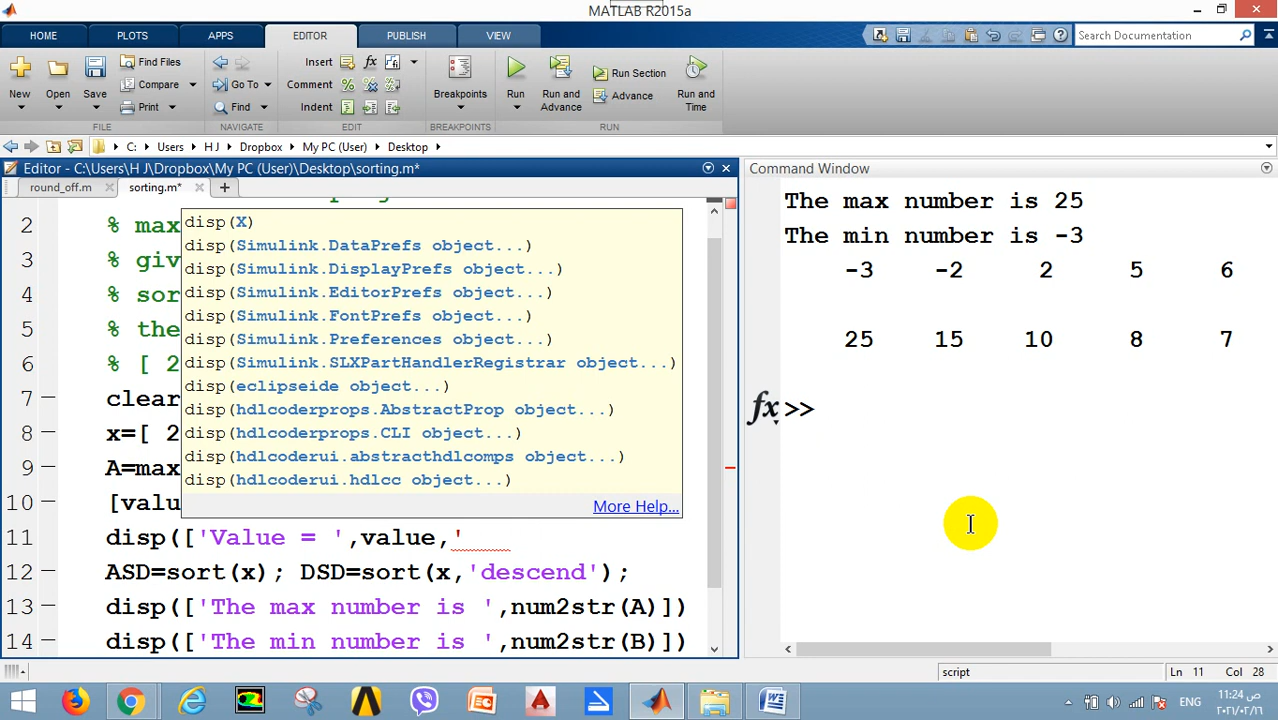 MATLAB R2015a
HOME PLOTS APPS EDITOR PUBLISH VIEW Search Documentation
New Open Save Find Files Compare Print Go To Find Insert Comment Indent Breakpoints Run Run and Advance Run Section Advance Run and Time
FILE NAVIGATE EDIT BREAKPOINTS RUN
C: Users H J Dropbox My PC (User) Desktop
Editor - C:\Users\H J\Dropbox\My PC (User)\Desktop\sorting.m*
round_off.m sorting.m* +
2 % max
3 % giv
4 % sor
5 % the
6 % [ 2
7 clear
8 x=[ 2
9 A=max
10 [valu
11 disp(['Value = ',value,'
12 ASD=sort(x); DSD=sort(x,'descend');
13 disp(['The max number is ',num2str(A)])
14 disp(['The min number is ',num2str(B)])
disp(X)
disp(Simulink.DataPrefs object...)
disp(Simulink.DisplayPrefs object...)
disp(Simulink.EditorPrefs object...)
disp(Simulink.FontPrefs object...)
disp(Simulink.Preferences object...)
disp(Simulink.SLXPartHandlerRegistrar object...)
disp(eclipseide object...)
disp(hdlcoderprops.AbstractProp object...)
disp(hdlcoderprops.CLI object...)
disp(hdlcoderui.abstracthdlcomps object...)
disp(hdlcoderui.hdlcc object...)
More Help...
Command Window
The max number is 25
The min number is -3
-3 -2 2 5 6
25 15 10 8 7
fx >>
script Ln 11 Col 28
ENG 11:24 ص